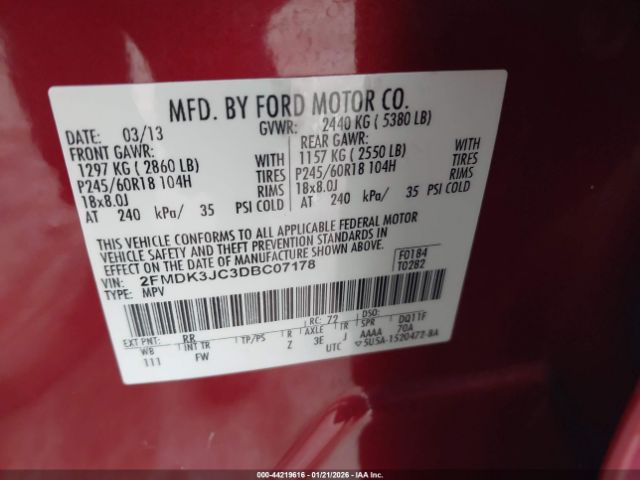 MFD. BY FORD MOTOR CO.
DATE: 03/13 GVWR: 2440 KG ( 5380 LB)
FRONT GAWR: REAR GAWR:
1297 KG ( 2860 LB) WITH 1157 KG ( 2550 LB) WITH
P245/60R18 104H TIRES P245/60R18 104H TIRES
18x8.0J RIMS 18x8.0J RIMS
AT 240 kPa/ 35 PSI COLD AT 240 kPa/ 35 PSI COLD
THIS VEHICLE CONFORMS TO ALL APPLICABLE FEDERAL MOTOR
VEHICLE SAFETY AND THEFT PREVENTION STANDARDS IN
EFFECT ON THE DATE OF MANUFACTURE SHOWN ABOVE.
VIN: 2FMDK3JC3DBC07178 F0184
TYPE: MPV T0282
EXT PNT: RR RC: 72 DSO:
WB INT TR TP/PS R AXLE TR SPR DQ11F
111 FW Z 3E J AAAA 70A
UTC ▽5U5A-1520472-BA
000-44219616 - 01/21/2026 - IAA Inc.